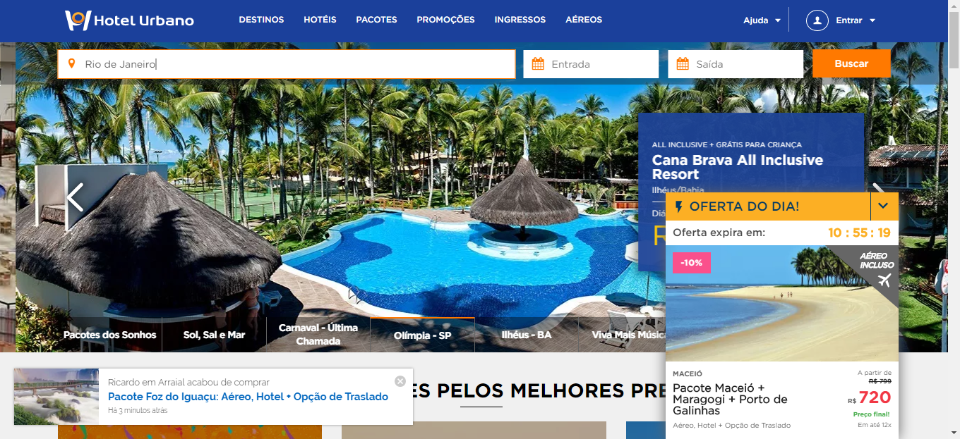 Hotel Urbano
DESTINOS HOTÉIS PACOTES PROMOÇÕES INGRESSOS AÉREOS
Ajuda Entrar
Rio de Janeiro
Entrada
Saída
Buscar
ALL INCLUSIVE + GRÁTIS PARA CRIANÇA
Cana Brava All Inclusive
Resort
Ilhéus/Bahia
OFERTA DO DIA!
Oferta expira em: 10 : 55 : 19
-10%
AÉREO
INCLUSO
MACEIÓ
Pacote Maceió +
Maragogi + Porto de
Galinhas
Aéreo, Hotel + Opção de Traslado
A partir de
R$ 799
R$ 720
Preço final!
Em até 12x
Pacotes dos Sonhos
Sol, Sal e Mar
Carnaval - Última
Chamada
Olímpia - SP
Ilhéus - BA
Viva Mais Músic
ES PELOS MELHORES PRE
Ricardo em Arraial acabou de comprar
Pacote Foz do Iguaçu: Aéreo, Hotel + Opção de Traslado
Há 3 minutos atrás